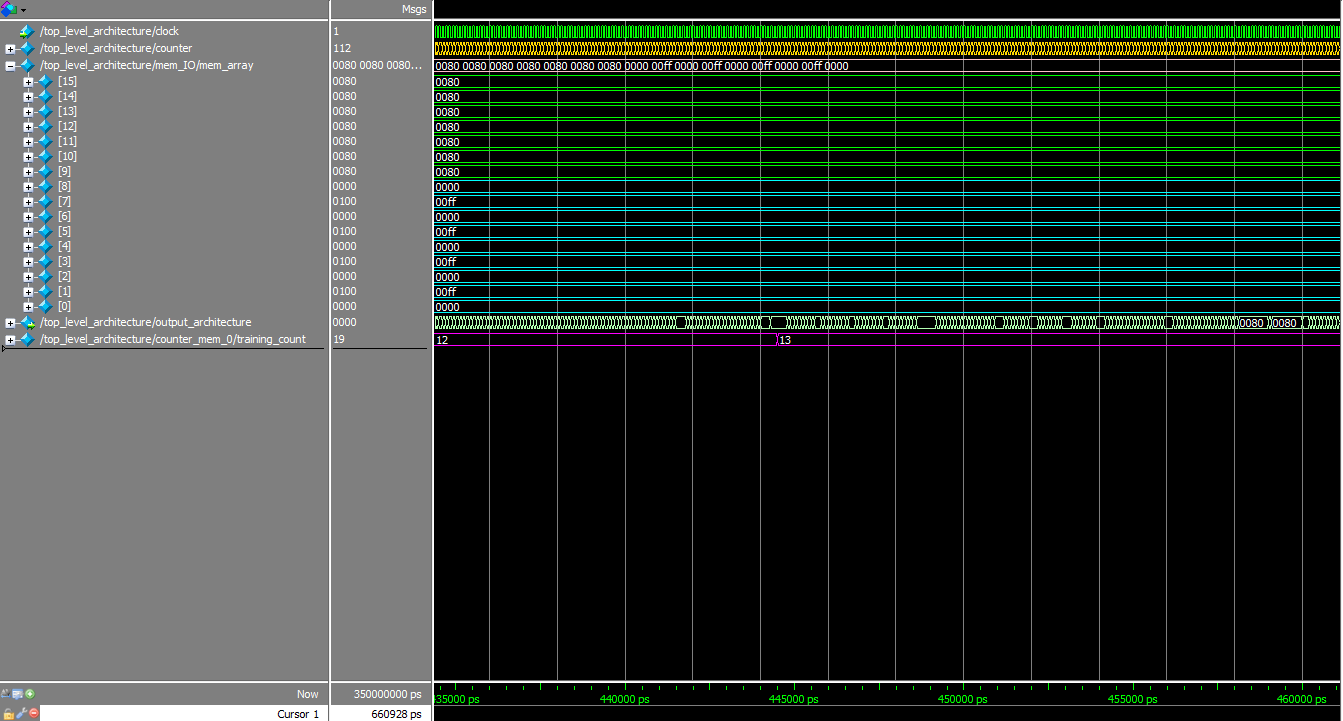 Msgs
/top_level_architecture/clock 1
/top_level_architecture/counter 112
/top_level_architecture/mem_IO/mem_array 0080 0080 0080... 0080 0080 0080 0080 0080 0080 0080 0000 00ff 0000 00ff 0000 00ff 0000 00ff 0000
[15] 0080 0080
[14] 0080 0080
[13] 0080 0080
[12] 0080 0080
[11] 0080 0080
[10] 0080 0080
[9] 0080 0080
[8] 0000 0000
[7] 0100 00ff
[6] 0000 0000
[5] 0100 00ff
[4] 0000 0000
[3] 0100 00ff
[2] 0000 0000
[1] 0100 00ff
[0] 0000 0000
/top_level_architecture/output_architecture 0000 0080 0080
/top_level_architecture/counter_mem_0/training_count 19 12 13
Now 350000000 ps 435000 ps 440000 ps 445000 ps 450000 ps 455000 ps 460000 ps
Cursor 1 660928 ps